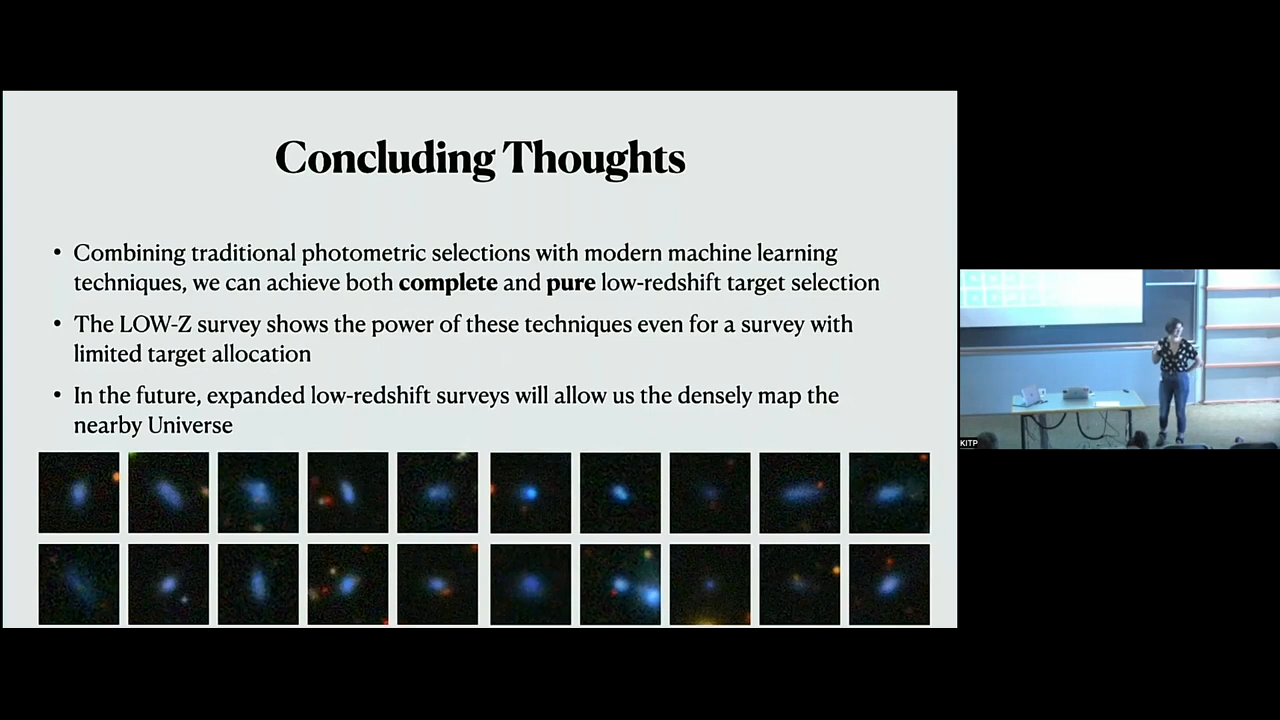 Concluding Thoughts
• Combining traditional photometric selections with modern machine learning
techniques, we can achieve both complete and pure low-redshift target selection
• The LOW-Z survey shows the power of these techniques even for a survey with
limited target allocation
• In the future, expanded low-redshift surveys will allow us the densely map the
nearby Universe
KITP